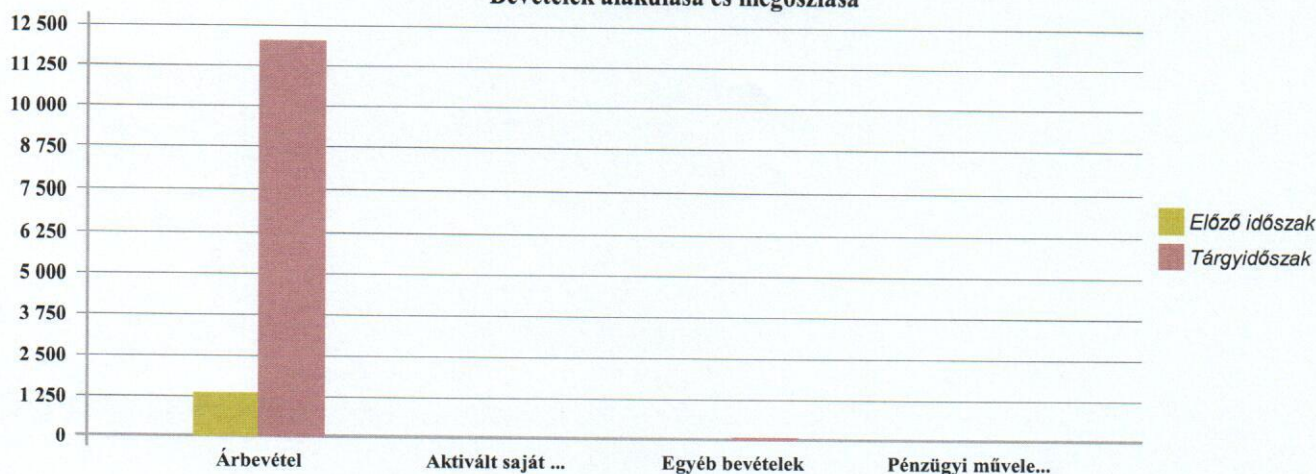 Bevételek alakulása és megoszlása
12 500
11 250
10 000
8 750
7 500
6 250
5 000
3 750
2 500
1 250
0
Árbevétel
Aktivált saját ...
Egyéb bevételek
Pénzügyi művele...
Előző időszak
Tárgyidőszak